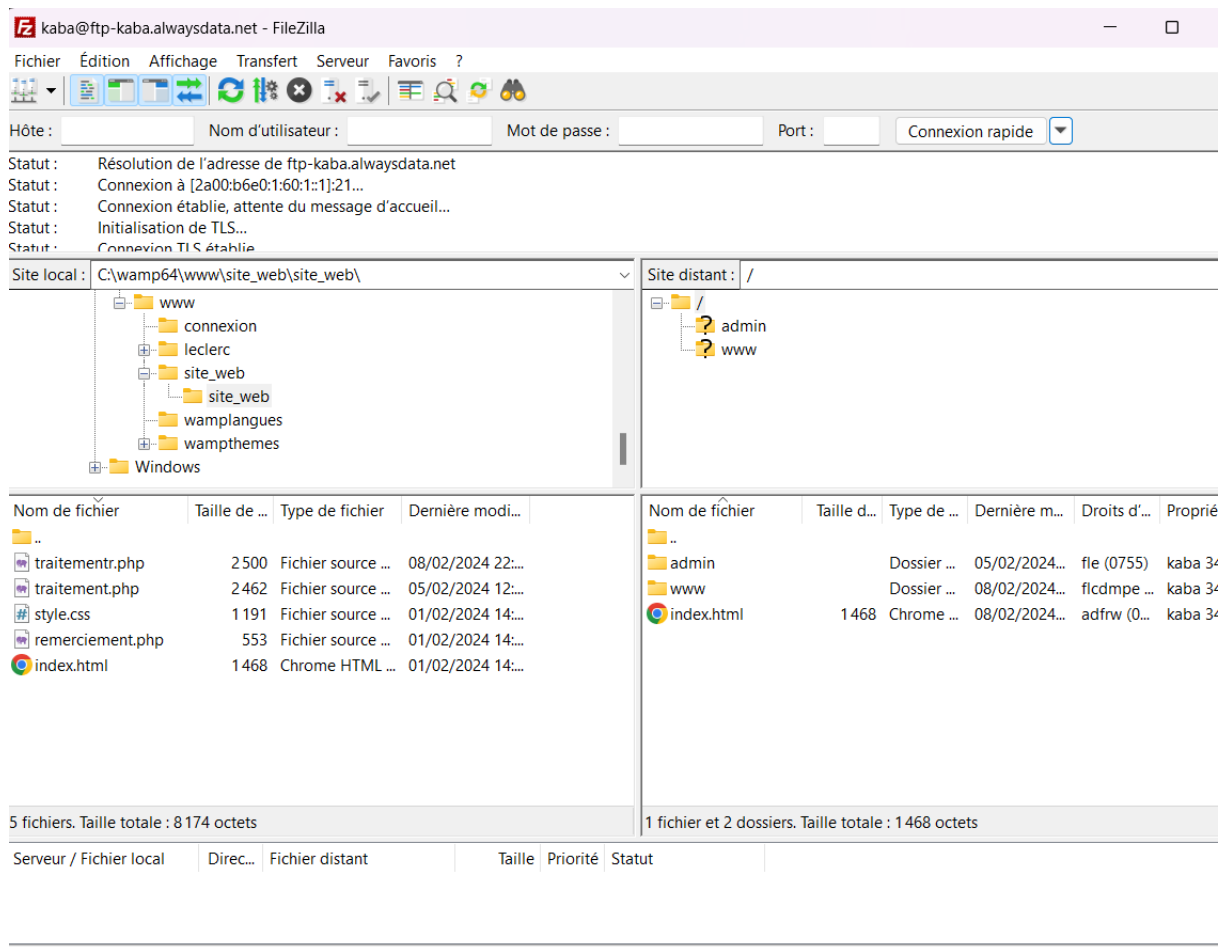 kaba@ftp-kaba.alwaysdata.net - FileZilla
Fichier Édition Affichage Transfert Serveur Favoris ?
Hôte : Nom d'utilisateur : Mot de passe : Port : Connexion rapide
Statut : Résolution de l'adresse de ftp-kaba.alwaysdata.net
Statut : Connexion à [2a00:b6e0:1:60:1::1]:21...
Statut : Connexion établie, attente du message d'accueil...
Statut : Initialisation de TLS...
Statut : Connexion TLS établie
Site local : C:\wamp64\www\site_web\site_web\ Site distant : /
www /
connexion admin
leclerc www
site_web
site_web
wamplangues
wampthemes
Windows
Nom de fichier Taille de ... Type de fichier Dernière modi... Nom de fichier Taille d... Type de ... Dernière m... Droits d'... Proprié
.. ..
traitementr.php 2 500 Fichier source ... 08/02/2024 22:... admin Dossier ... 05/02/2024... fle (0755) kaba 34
traitement.php 2 462 Fichier source ... 05/02/2024 12:... www Dossier ... 08/02/2024... flcdmpe ... kaba 34
style.css 1 191 Fichier source ... 01/02/2024 14:... index.html 1 468 Chrome ... 08/02/2024... adfrw (0... kaba 34
remerciement.php 553 Fichier source ... 01/02/2024 14:...
index.html 1 468 Chrome HTML ... 01/02/2024 14:...
5 fichiers. Taille totale : 8 174 octets 1 fichier et 2 dossiers. Taille totale : 1 468 octets
Serveur / Fichier local Direc... Fichier distant Taille Priorité Statut